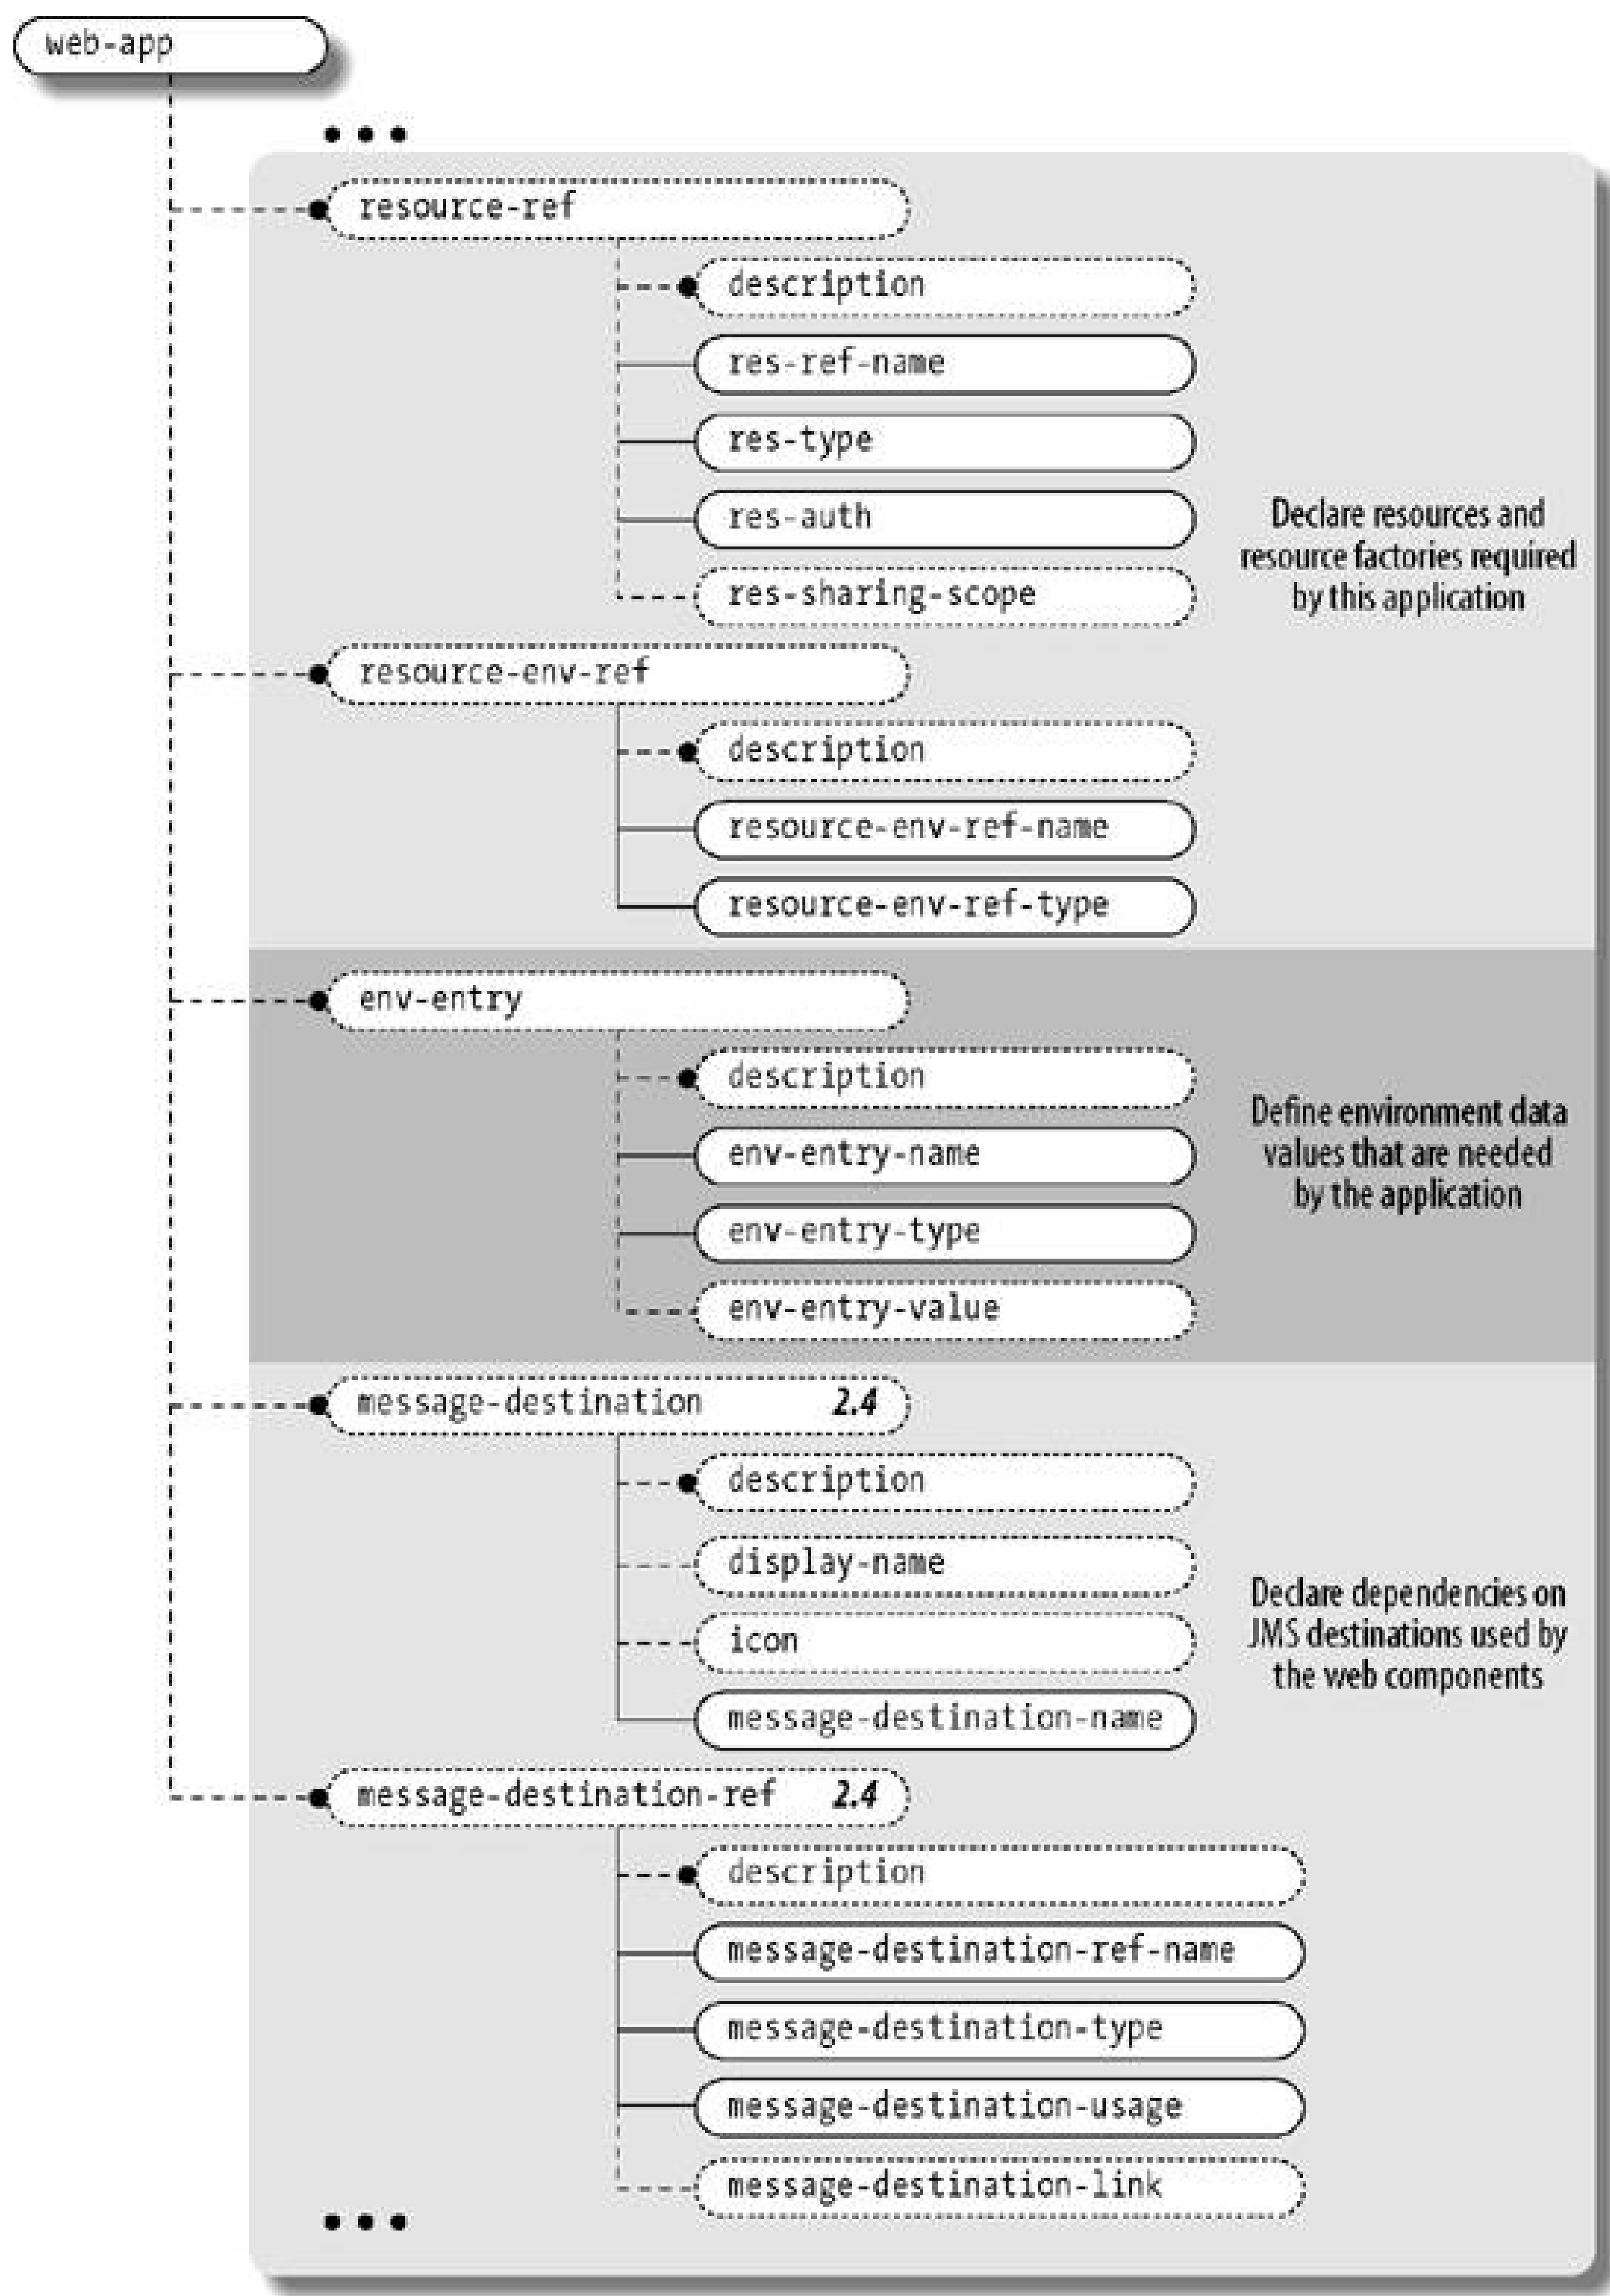 web-app
resource-ref
description
res-ref-name
res-type
res-auth
res-sharing-scope
Declare resources and
resource factories required
by this application
resource-env-ref
description
resource-env-ref-name
resource-env-ref-type
env-entry
description
env-entry-name
env-entry-type
env-entry-value
Define environment data
values that are needed
by the application
message-destination 2.4
description
display-name
icon
message-destination-name
Declare dependencies on
JMS destinations used by
the web components
message-destination-ref 2.4
description
message-destination-ref-name
message-destination-type
message-destination-usage
message-destination-link